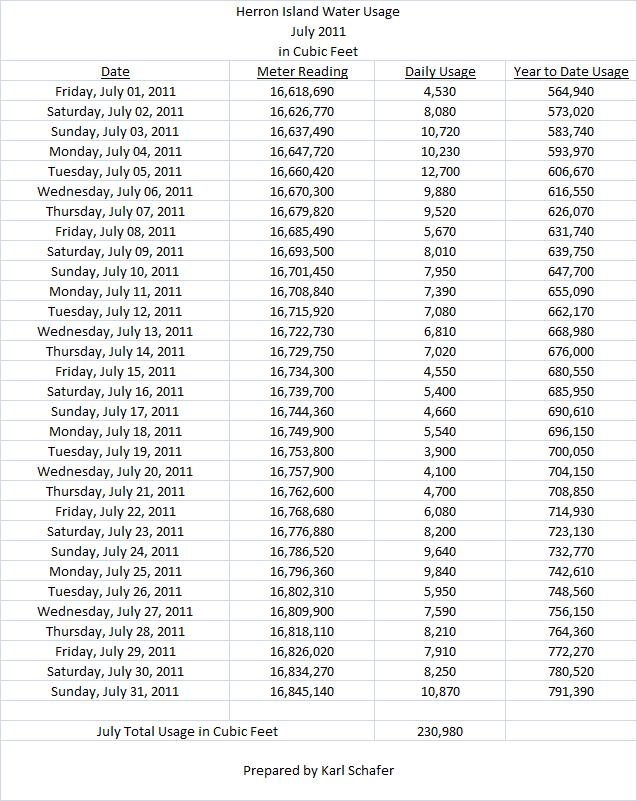 Herron Island Water Usage
July 2011
in Cubic Feet
Date Meter Reading Daily Usage Year to Date Usage
Friday, July 01, 2011 16,618,690 4,530 564,940
Saturday, July 02, 2011 16,626,770 8,080 573,020
Sunday, July 03, 2011 16,637,490 10,720 583,740
Monday, July 04, 2011 16,647,720 10,230 593,970
Tuesday, July 05, 2011 16,660,420 12,700 606,670
Wednesday, July 06, 2011 16,670,300 9,880 616,550
Thursday, July 07, 2011 16,679,820 9,520 626,070
Friday, July 08, 2011 16,685,490 5,670 631,740
Saturday, July 09, 2011 16,693,500 8,010 639,750
Sunday, July 10, 2011 16,701,450 7,950 647,700
Monday, July 11, 2011 16,708,840 7,390 655,090
Tuesday, July 12, 2011 16,715,920 7,080 662,170
Wednesday, July 13, 2011 16,722,730 6,810 668,980
Thursday, July 14, 2011 16,729,750 7,020 676,000
Friday, July 15, 2011 16,734,300 4,550 680,550
Saturday, July 16, 2011 16,739,700 5,400 685,950
Sunday, July 17, 2011 16,744,360 4,660 690,610
Monday, July 18, 2011 16,749,900 5,540 696,150
Tuesday, July 19, 2011 16,753,800 3,900 700,050
Wednesday, July 20, 2011 16,757,900 4,100 704,150
Thursday, July 21, 2011 16,762,600 4,700 708,850
Friday, July 22, 2011 16,768,680 6,080 714,930
Saturday, July 23, 2011 16,776,880 8,200 723,130
Sunday, July 24, 2011 16,786,520 9,640 732,770
Monday, July 25, 2011 16,796,360 9,840 742,610
Tuesday, July 26, 2011 16,802,310 5,950 748,560
Wednesday, July 27, 2011 16,809,900 7,590 756,150
Thursday, July 28, 2011 16,818,110 8,210 764,360
Friday, July 29, 2011 16,826,020 7,910 772,270
Saturday, July 30, 2011 16,834,270 8,250 780,520
Sunday, July 31, 2011 16,845,140 10,870 791,390
July Total Usage in Cubic Feet 230,980
Prepared by Karl Schafer